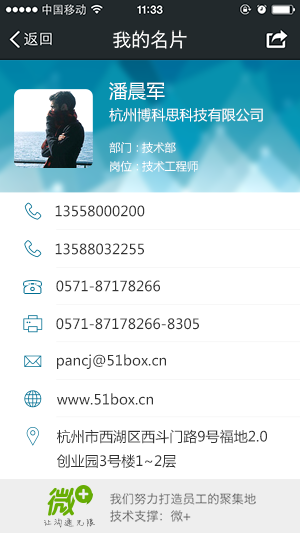 中国移动
11:33
返回
我的名片
潘晨军
杭州博科思科技有限公司
部门：技术部
岗位：技术工程师
13558000200
13588032255
0571-87178266
0571-87178266-8305
pancj@51box.cn
www.51box.cn
杭州市西湖区西斗门路9号福地2.0
创业园3号楼1~2层
微+
让沟通无限
我们努力打造员工的聚集地
技术支撑：微+